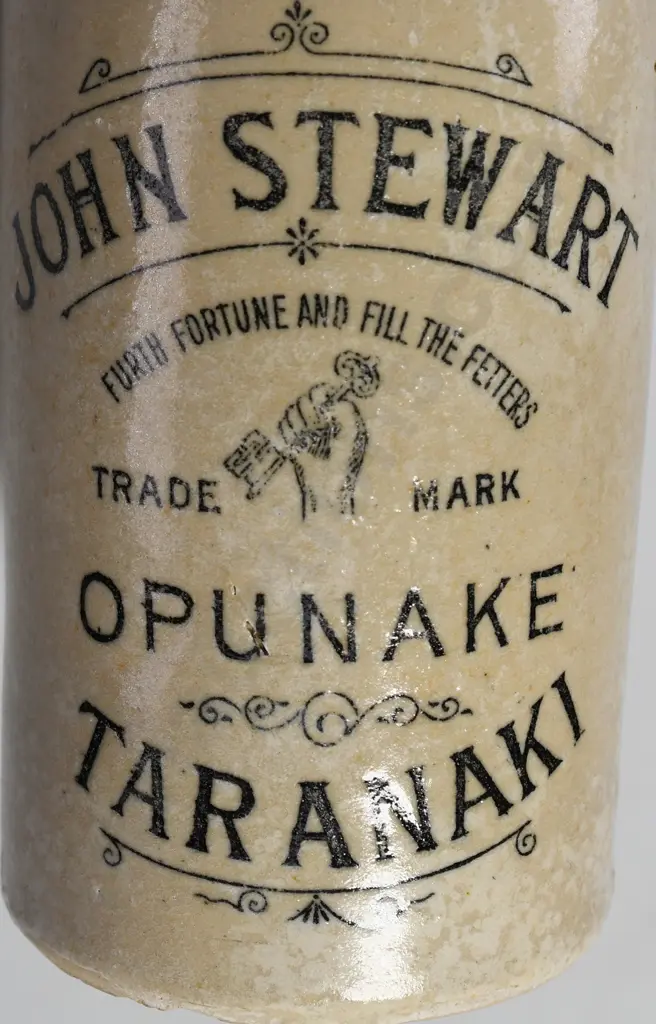 JOHN STEWART
FURTH FORTUNE AND FILL THE FETTERS
TRADE MARK
OPUNAKE
TARANAKI